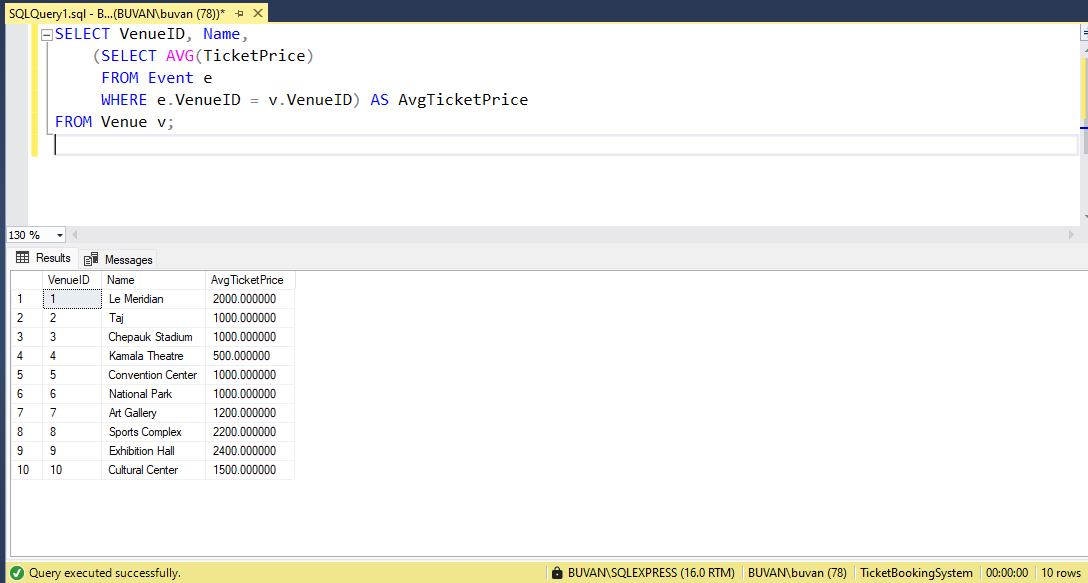 SQLQuery1.sql - B...(BUVAN\buvan (78))*
SELECT VenueID, Name,
(SELECT AVG(TicketPrice)
FROM Event e
WHERE e.VenueID = v.VenueID) AS AvgTicketPrice
FROM Venue v;
130 %
Results Messages
VenueID Name AvgTicketPrice
1 1 Le Meridian 2000.000000
2 2 Taj 1000.000000
3 3 Chepauk Stadium 1000.000000
4 4 Kamala Theatre 500.000000
5 5 Convention Center 1000.000000
6 6 National Park 1000.000000
7 7 Art Gallery 1200.000000
8 8 Sports Complex 2200.000000
9 9 Exhibition Hall 2400.000000
10 10 Cultural Center 1500.000000
Query executed successfully. BUVAN\SQLEXPRESS (16.0 RTM) BUVAN\buvan (78) TicketBookingSystem 00:00:00 10 rows